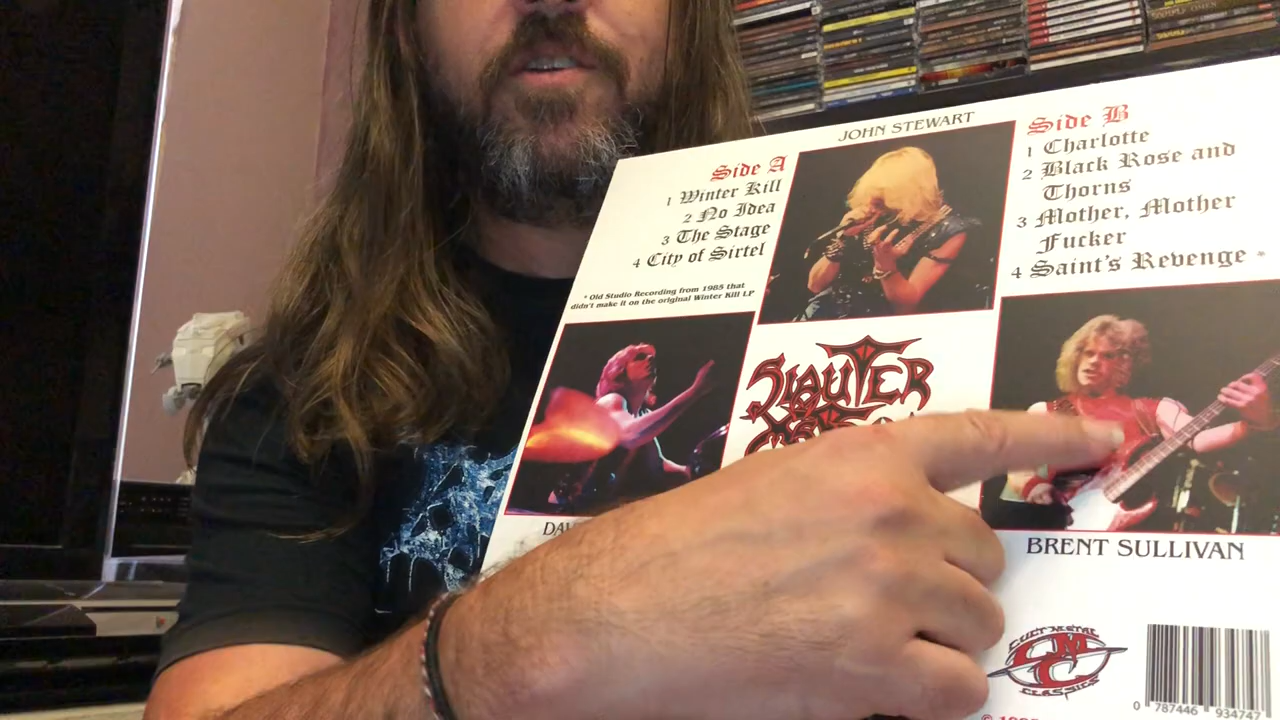 JOHN STEWART
Side A
1 Winter Kill
2 No Idea
3 The Stage
4 City of Sirtel
* Old Studio Recording from 1985 that
didn't make it on the original Winter Kill LP
Side B
1 Charlotte
2 Black Rose and
Thorns
3 Mother, Mother
Fucker
4 Saint's Revenge *
SLAUTER
BRENT SULLIVAN
CULT METAL
CMC
CLASSICS
0 787446 934747